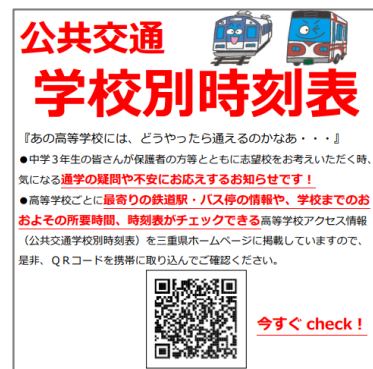 公共交通
学校別時刻表
『あの高等学校には、どうやったら通えるのかなあ・・・』
●中学３年生の皆さんが保護者の方等とともに志望校をお考えいただく時、
気になる通学の疑問や不安にお応えするお知らせです！
●高等学校ごとに最寄りの鉄道駅・バス停の情報や、学校までのお
およその所要時間、時刻表がチェックできる高等学校アクセス情報
（公共交通学校別時刻表）を三重県ホームページに掲載していますので、
是非、ＱＲコードを携帯に取り込んでご確認ください。
今すぐ check！